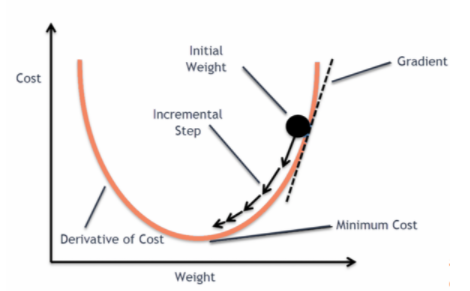 Initial
Weight
Gradient
Cost
Incremental
Step
Minimum Cost
Derivative of Cost
Weight